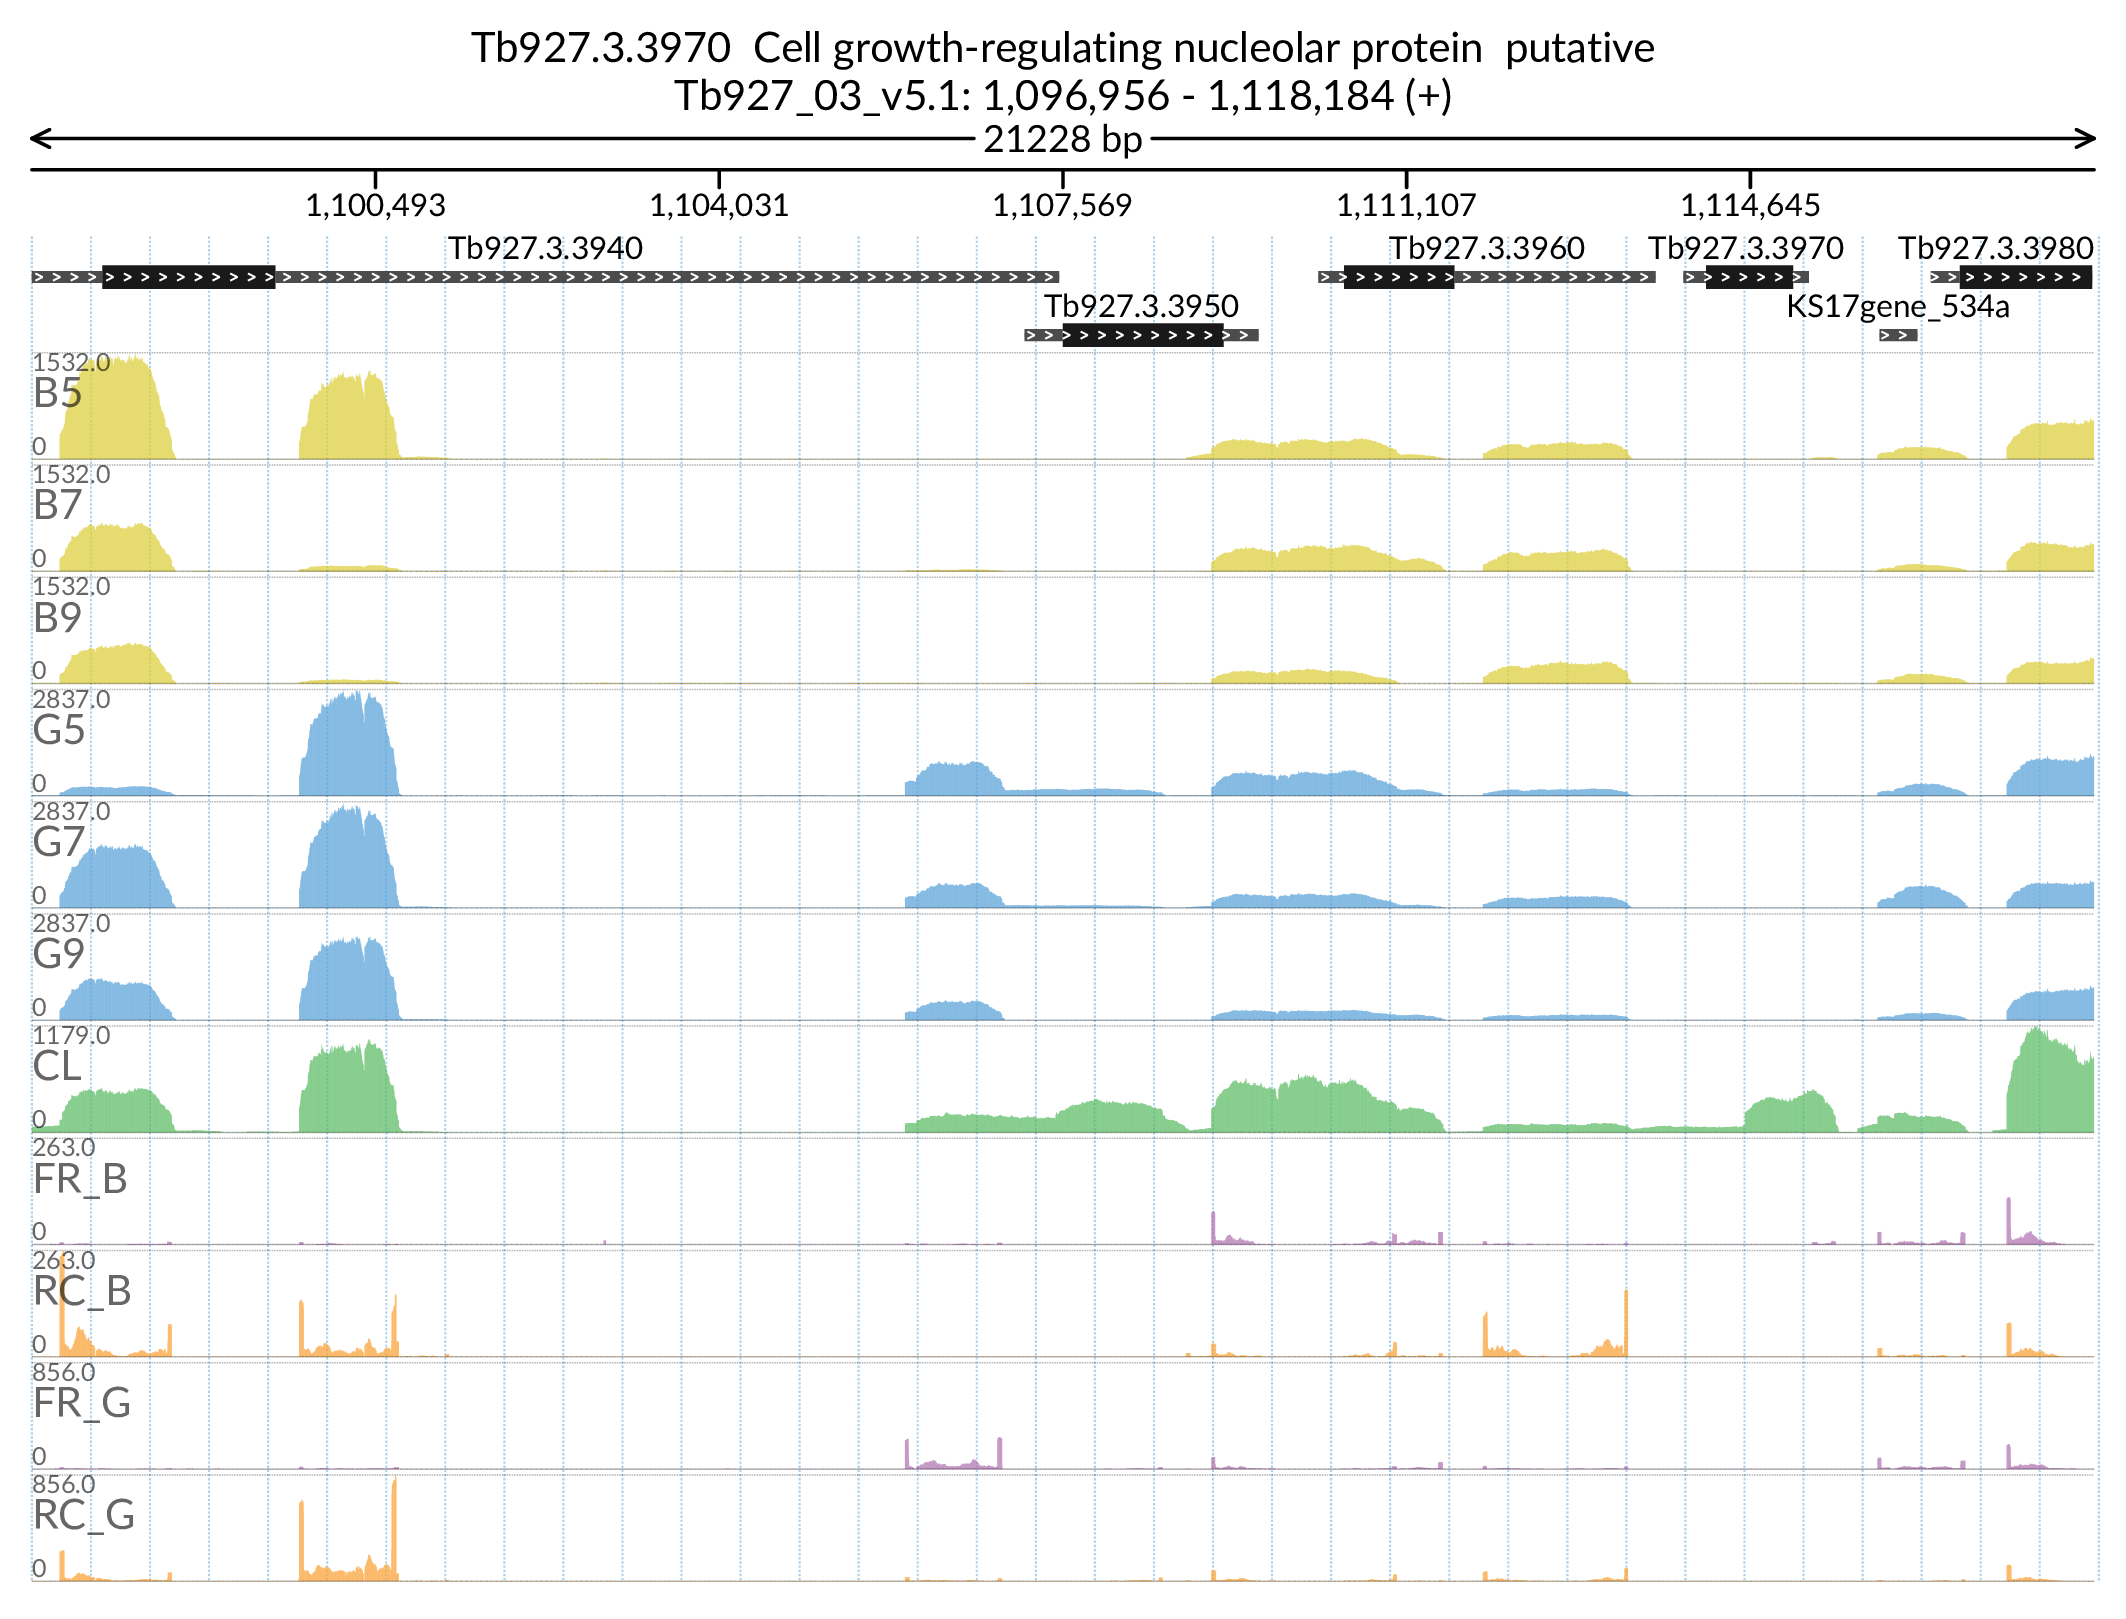 Tb927.3.3970  Cell growth-regulating nucleolar protein  putative
Tb927_03_v5.1: 1,096,956 - 1,118,184 (+)
21228 bp
1,100,493 1,104,031 1,107,569 1,111,107 1,114,645
Tb927.3.3940 Tb927.3.3960 Tb927.3.3970 Tb927.3.3980
Tb927.3.3950 KS17gene_534a
1532.0
B5
0
1532.0
B7
0
1532.0
B9
0
2837.0
G5
0
2837.0
G7
0
2837.0
G9
0
1179.0
CL
0
263.0
FR_B
0
263.0
RC_B
0
856.0
FR_G
0
856.0
RC_G
0